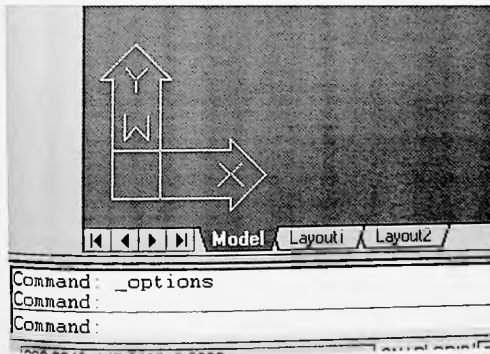 Y
W
X
Model Layout1 Layout2
Command: _options
Command:
Command: